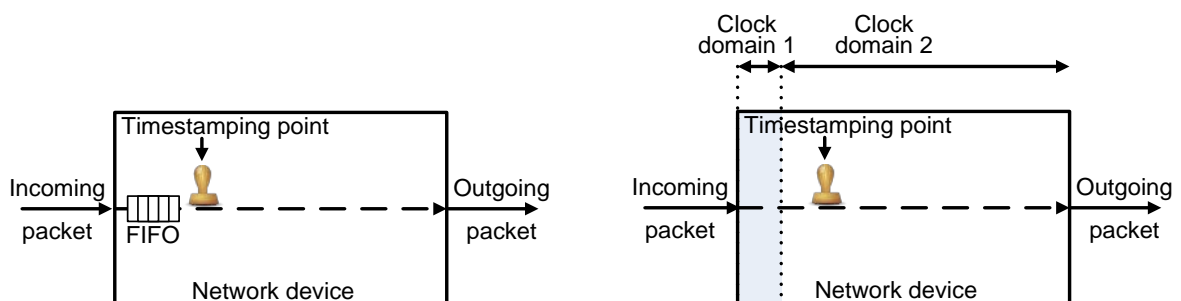 Timestamping point
Incoming
packet
FIFO
Outgoing
packet
Network device
Clock
domain 1
Clock
domain 2
Timestamping point
Incoming
packet
Outgoing
packet
Network device